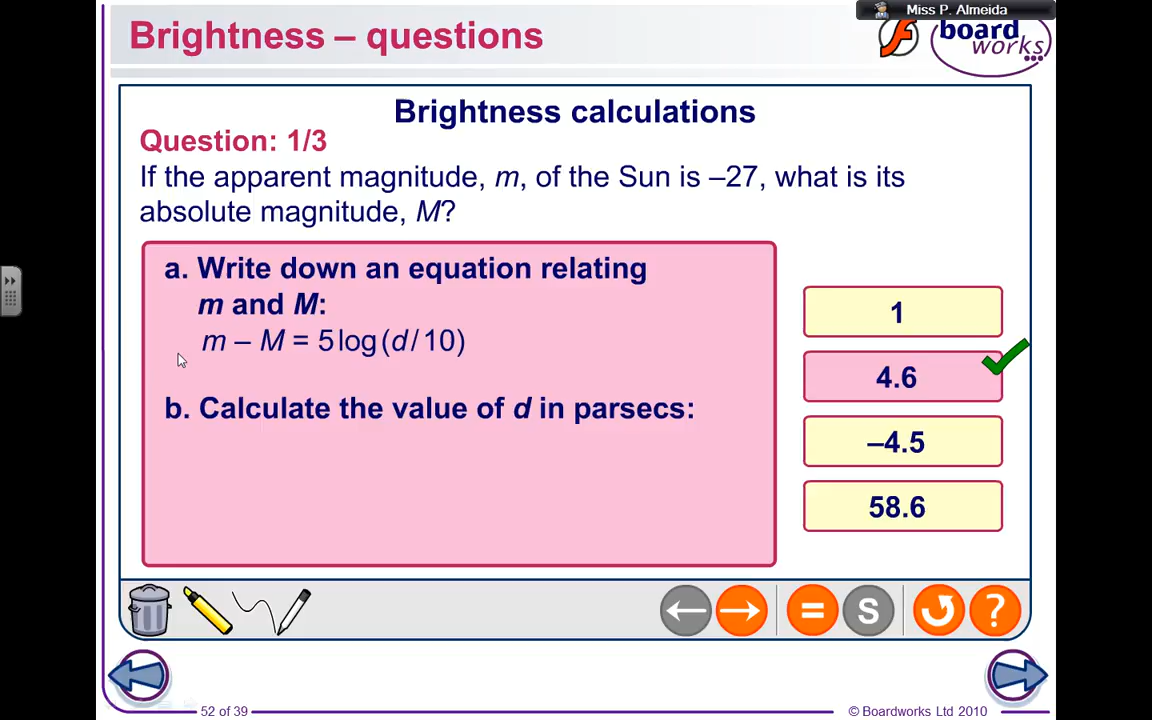 Miss P. Almeida
Brightness – questions
board
works
Brightness calculations
Question: 1/3
If the apparent magnitude, m, of the Sun is –27, what is its
absolute magnitude, M?
a. Write down an equation relating
m and M:
m – M = 5 log (d / 10)
b. Calculate the value of d in parsecs:
1
4.6
–4.5
58.6
=
S
?
52 of 39
© Boardworks Ltd 2010